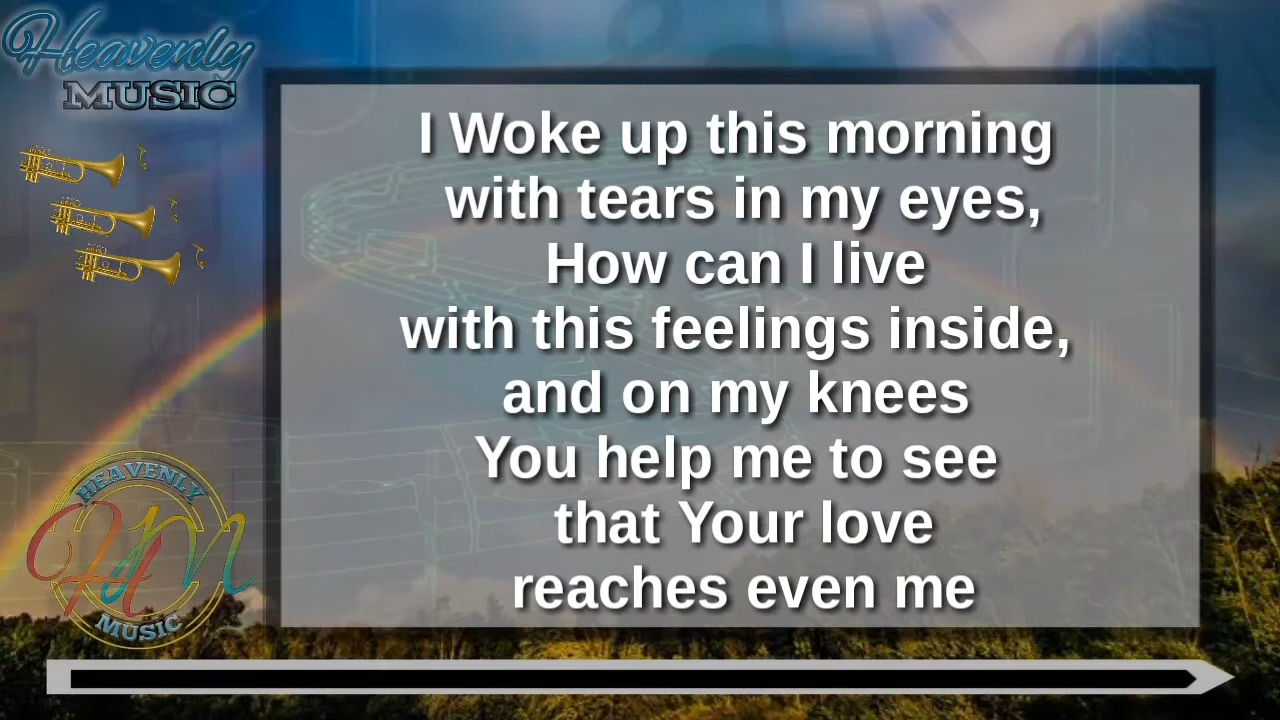 Heavenly
MUSIC
I Woke up this morning
with tears in my eyes,
How can I live
with this feelings inside,
and on my knees
You help me to see
that Your love
reaches even me
HEAVENLY
HM
MUSIC